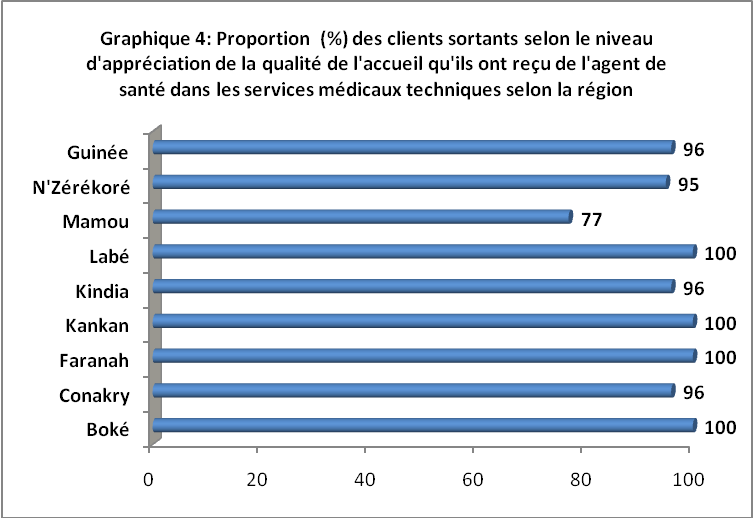 Graphique 4: Proportion (%) des clients sortants selon le niveau
d'appréciation de la qualité de l'accueil qu'ils ont reçu de l'agent de
santé dans les services médicaux techniques selon la région
Guinée 96
N'Zérékoré 95
Mamou 77
Labé 100
Kindia 96
Kankan 100
Faranah 100
Conakry 96
Boké 100
0 20 40 60 80 100